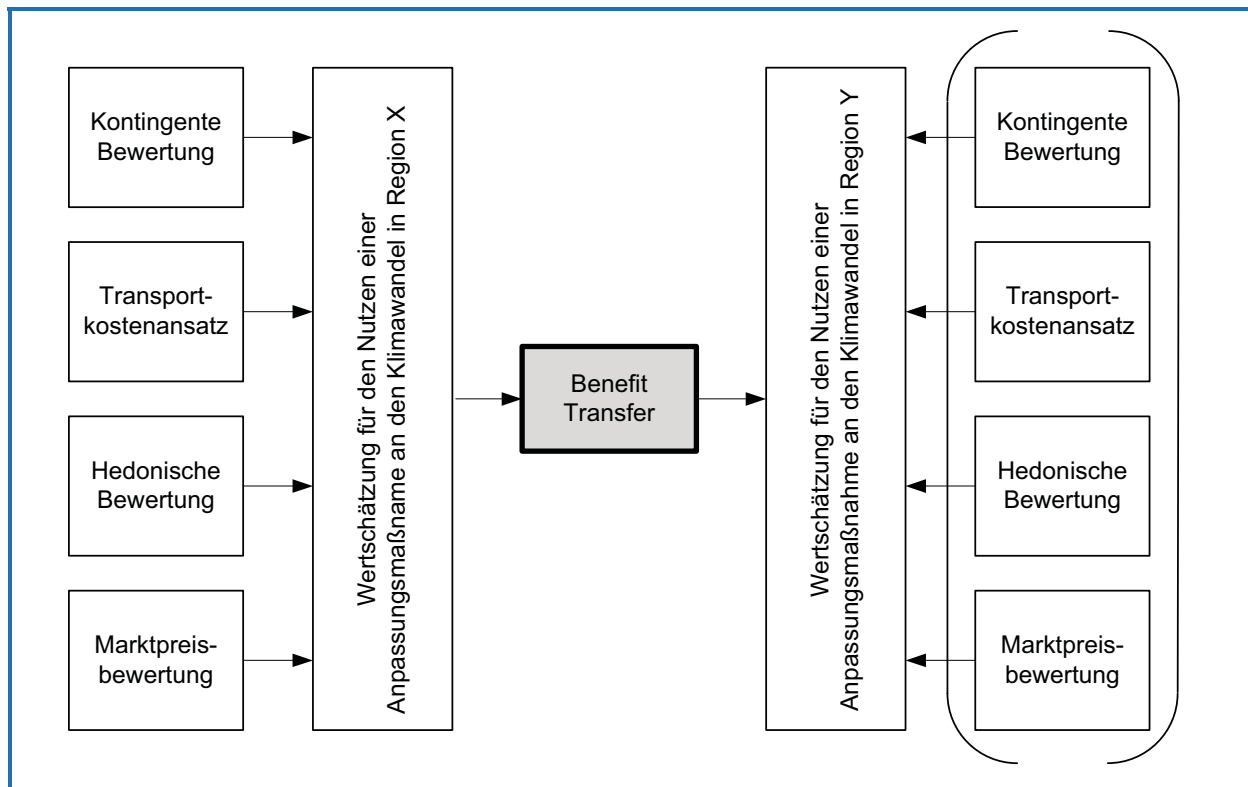 Kontingente
Bewertung
Transport-
kostenansatz
Hedonische
Bewertung
Marktpreis-
bewertung
Wertschätzung für den Nutzen einer
Anpassungsmaßname an den Klimawandel in Region X
Benefit
Transfer
Wertschätzung für den Nutzen einer
Anpassungsmaßnahme an den Klimawandel in Region Y
Kontingente
Bewertung
Transport-
kostenansatz
Hedonische
Bewertung
Marktpreis-
bewertung